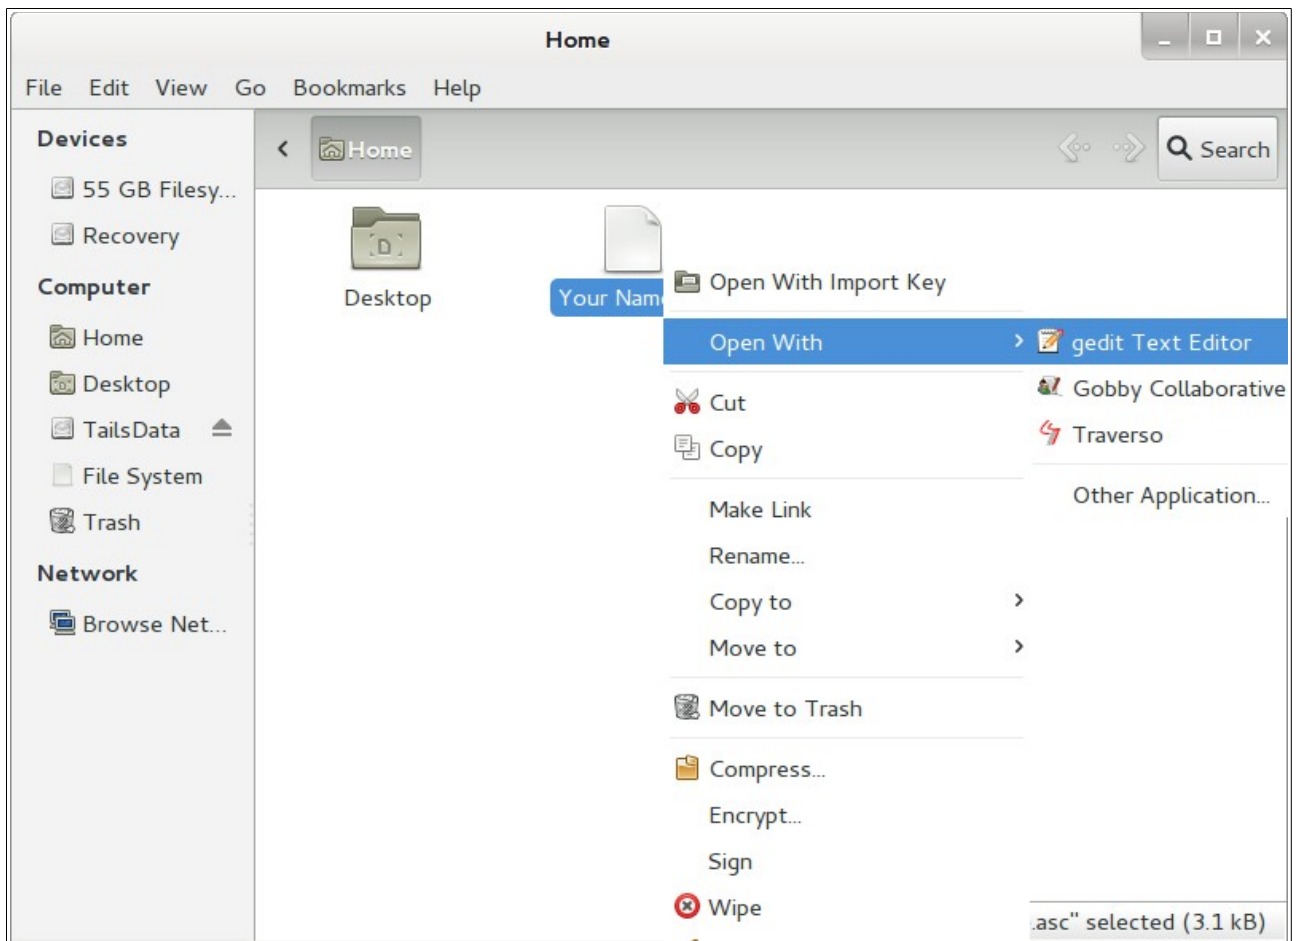 Home
File Edit View Go Bookmarks Help
Devices
55 GB Filesy...
Recovery
Computer
Home
Desktop
TailsData
File System
Trash
Network
Browse Net...
Home
Search
Desktop
Your Nam
Open With Import Key
Open With
Cut
Copy
Make Link
Rename...
Copy to
Move to
Move to Trash
Compress...
Encrypt...
Sign
Wipe
gedit Text Editor
Gobby Collaborative
Traverso
Other Application...
.asc" selected (3.1 kB)